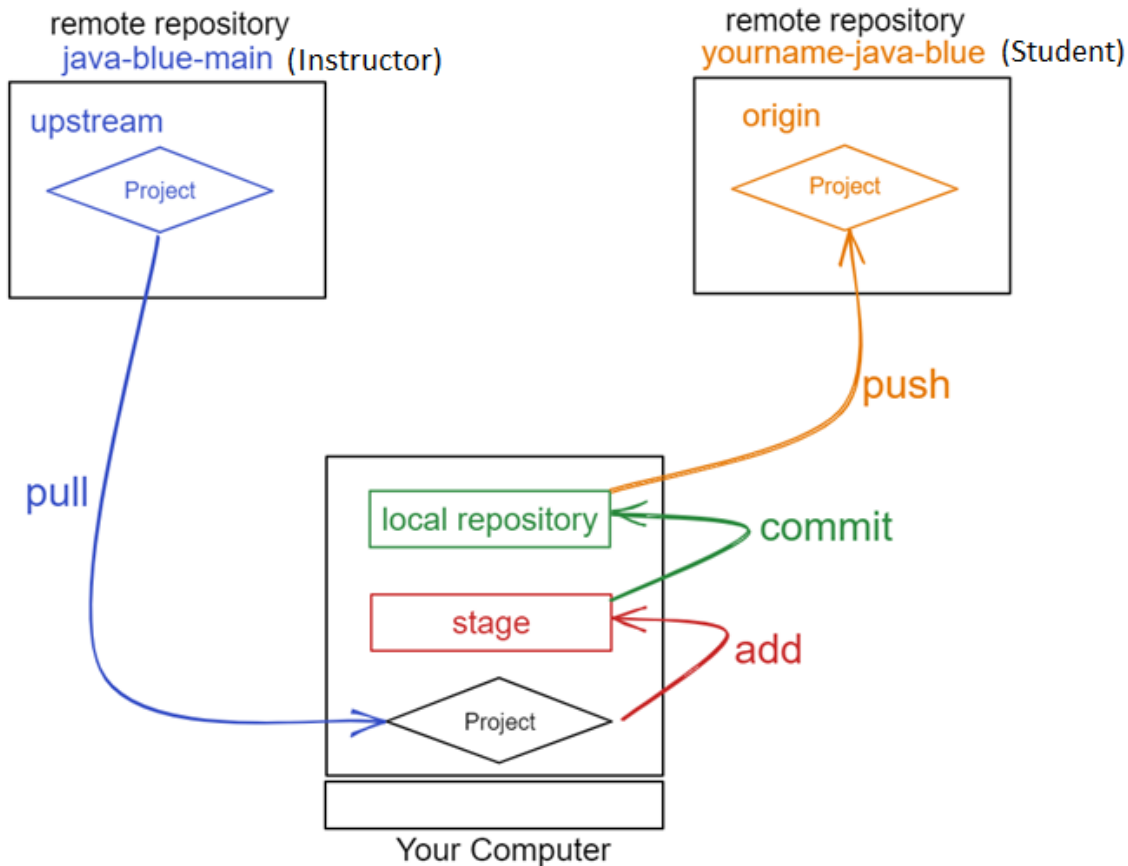 remote repository
java-blue-main (Instructor)
upstream
Project
remote repository
yourname-java-blue (Student)
origin
Project
pull
push
local repository
commit
stage
add
Project
Your Computer